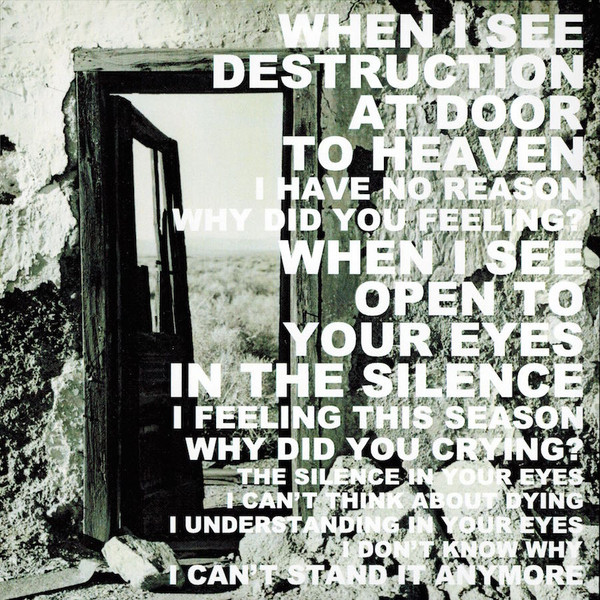 WHEN I SEE
DESTRUCTION
AT DOOR
TO HEAVEN
I HAVE NO REASON
WHY DID YOU FEELING?
WHEN I SEE
OPEN TO
YOUR EYES
IN THE SILENCE
I FEELING THIS SEASON
WHY DID YOU CRYING?
THE SILENCE IN YOUR EYES
I CAN'T THINK ABOUT DYING
I UNDERSTANDING IN YOUR EYES
I DON'T KNOW WHY
I CAN'T STAND IT ANYMORE